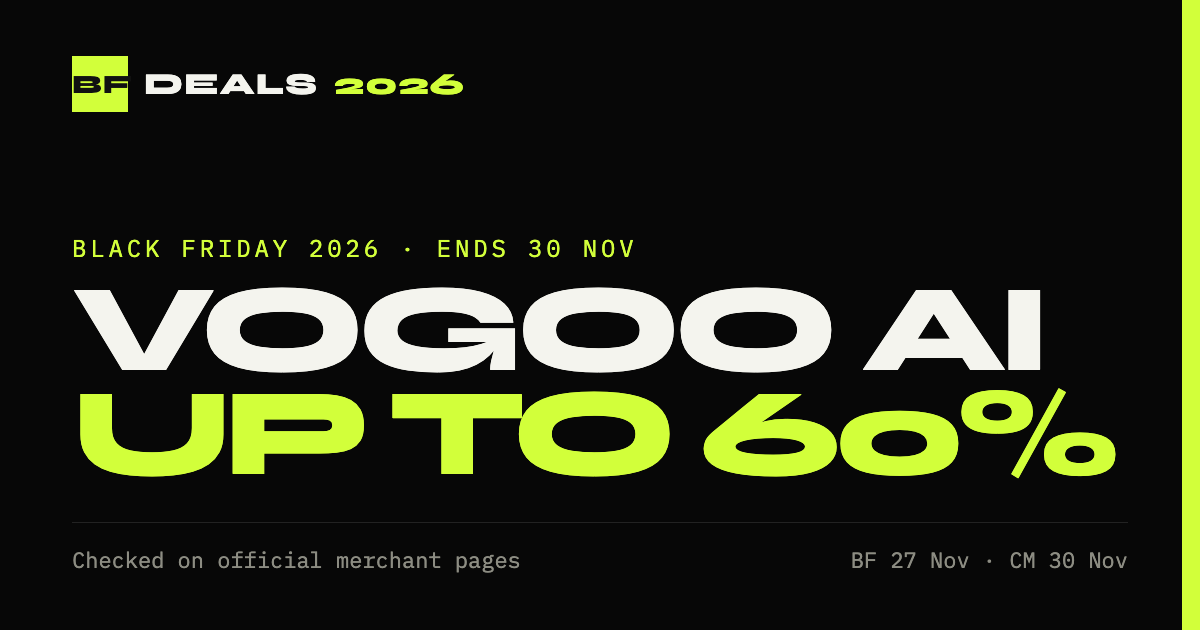 BF DEALS 2026
BLACK FRIDAY 2026 · ENDS 30 NOV
VOGOO AI
UP TO 60%
Checked on official merchant pages
BF 27 Nov · CM 30 Nov